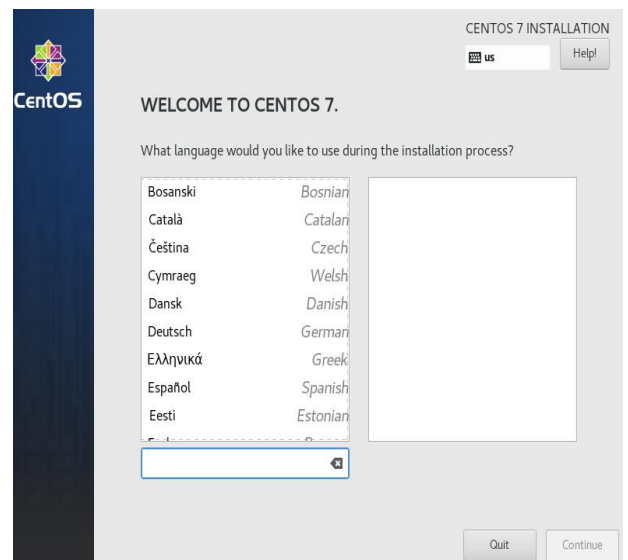 CENTOS 7 INSTALLATION
us
Help!
CentOS
WELCOME TO CENTOS 7.
What language would you like to use during the installation process?
Bosanski Bosnian
Català Catalan
Čeština Czech
Cymraeg Welsh
Dansk Danish
Deutsch German
Ελληνικά Greek
Español Spanish
Eesti Estonian
Quit
Continue